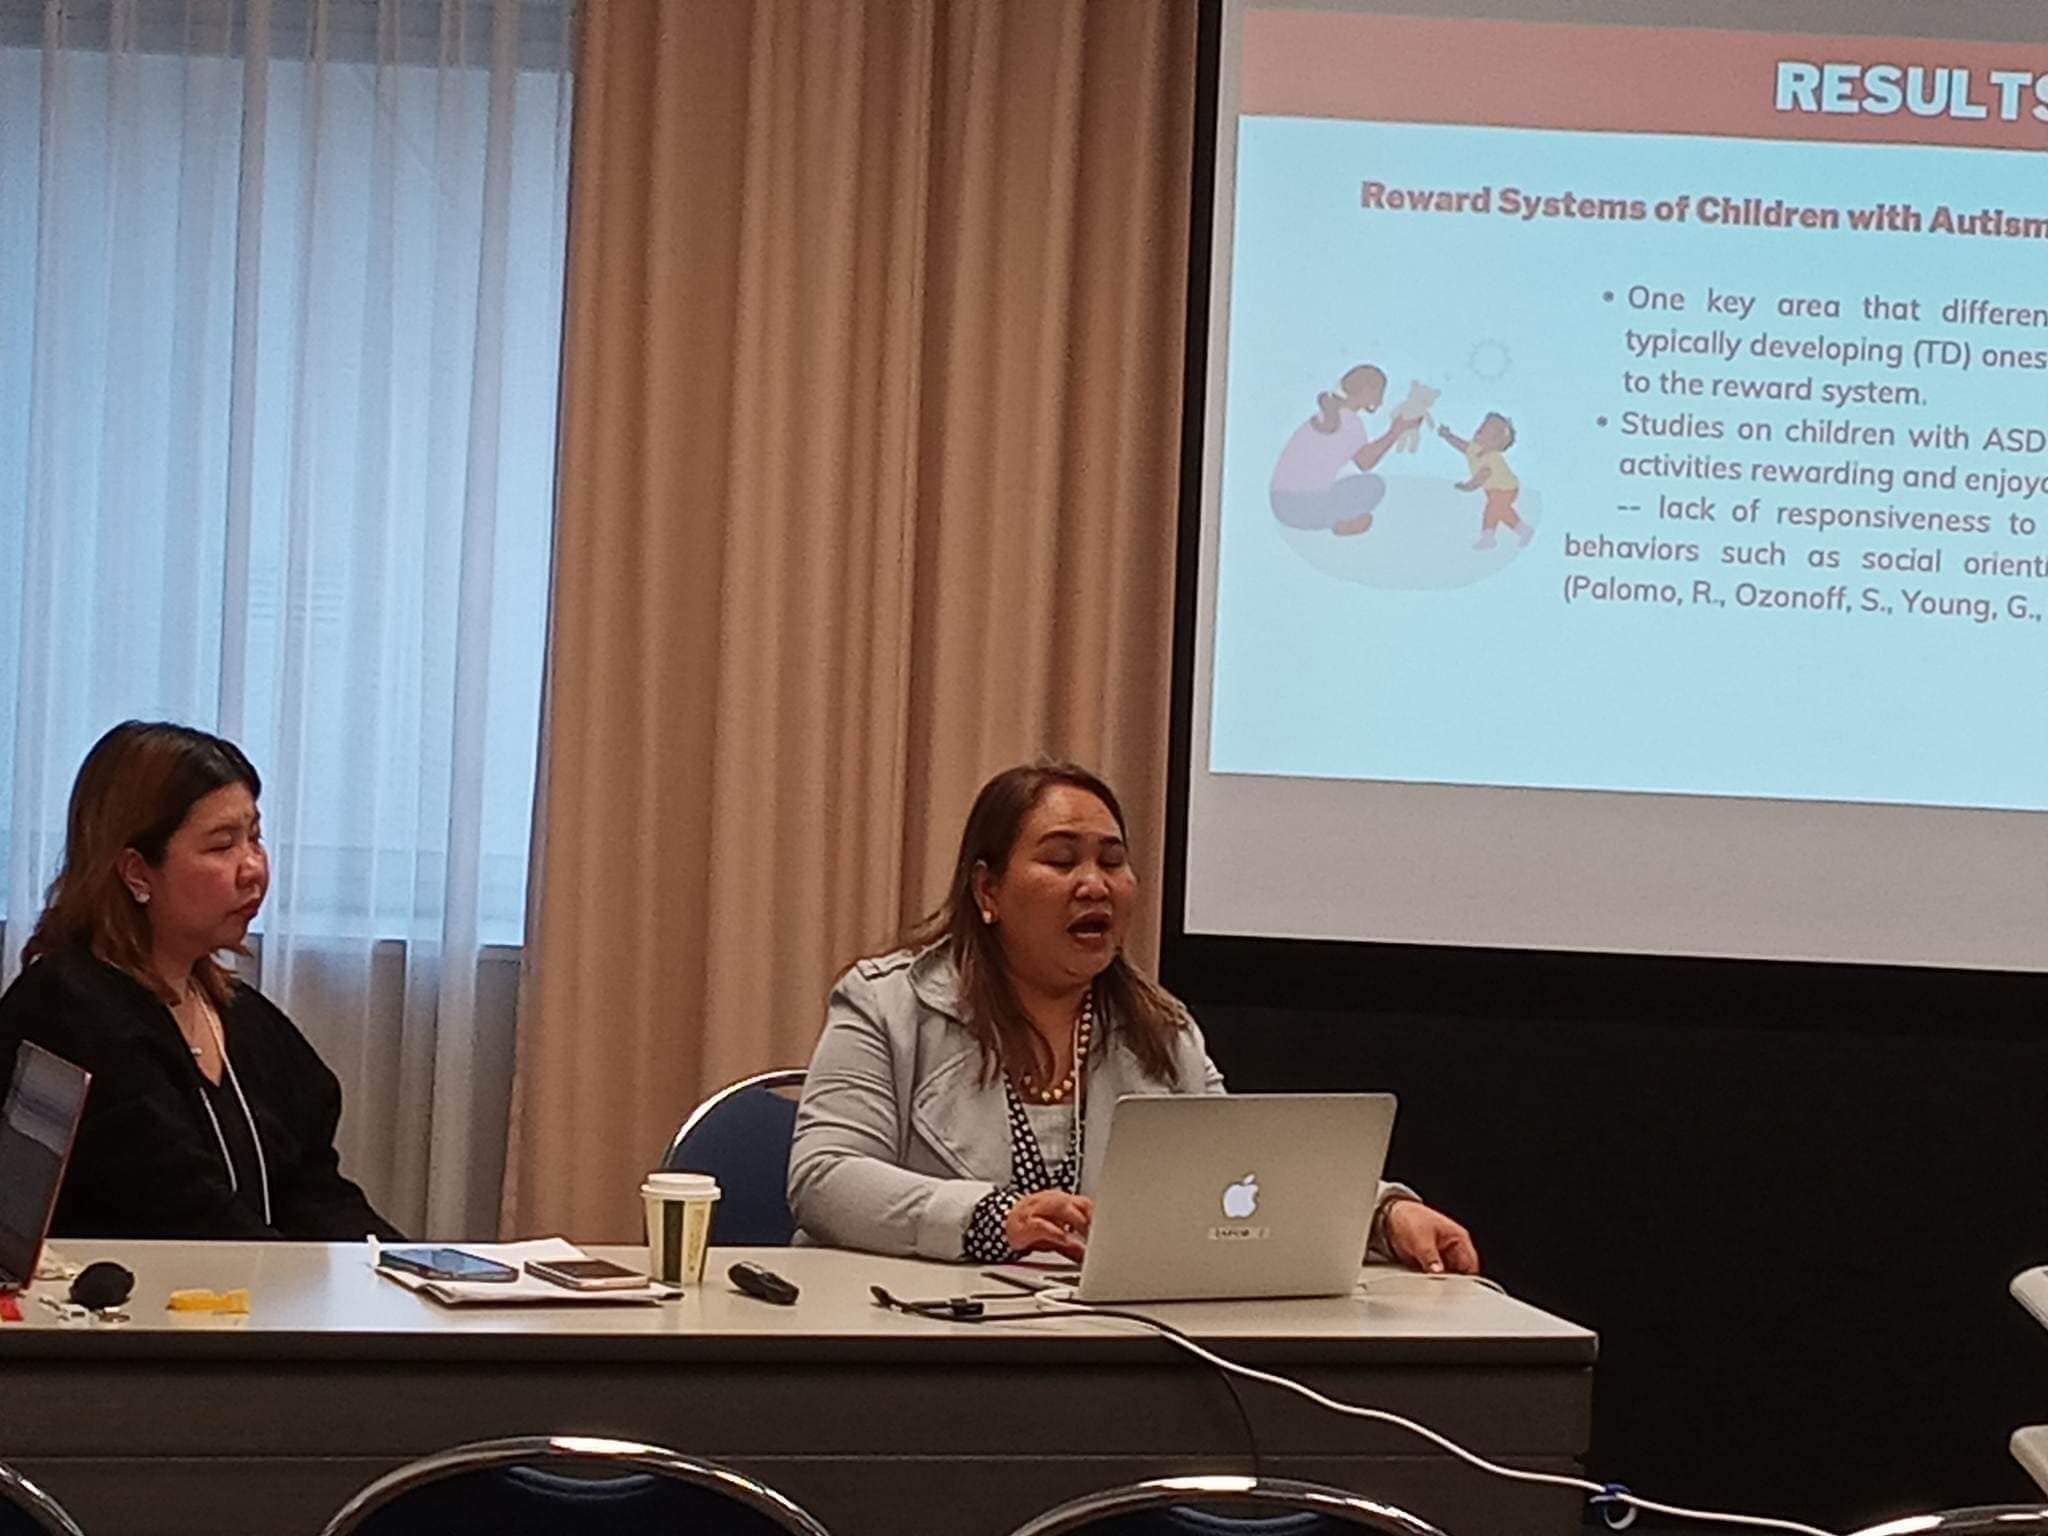 RESULTS
Reward Systems of Children with Autism
• One key area that differen
typically developing (TD) ones
to the reward system.
• Studies on children with ASD
activities rewarding and enjoya
-- lack of responsiveness to
behaviors such as social orienti
(Palomo, R., Ozonoff, S., Young, G.,